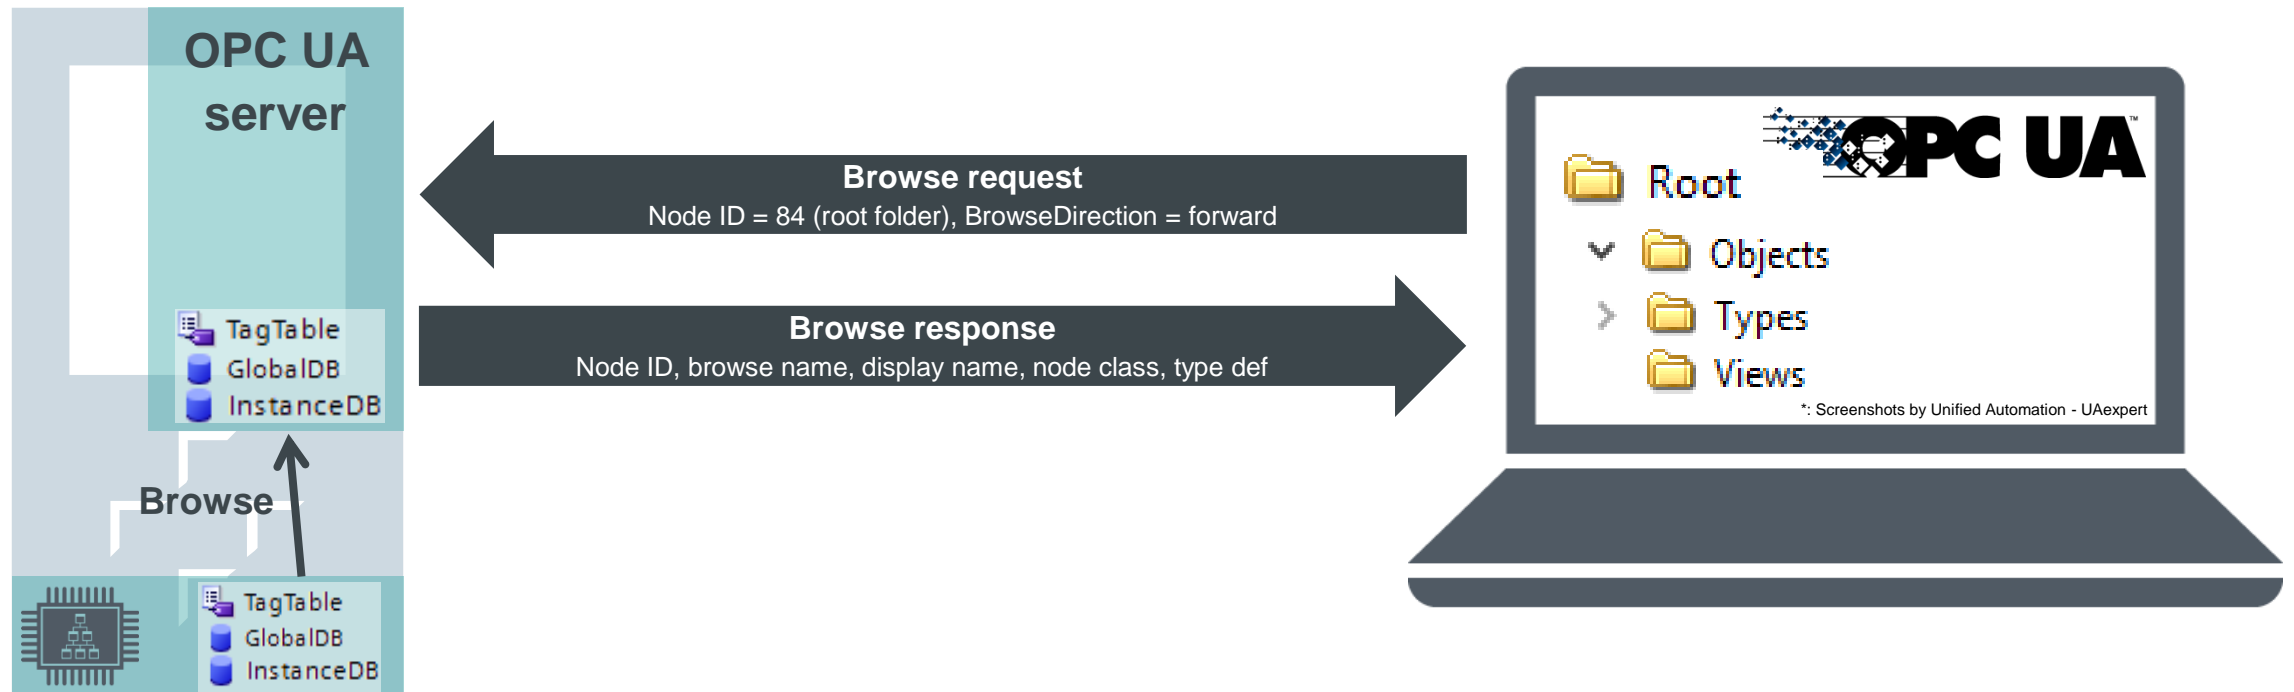 OPC UA
server
TagTable
GlobalDB
InstanceDB
Browse
TagTable
GlobalDB
InstanceDB
Browse request
Node ID = 84 (root folder), BrowseDirection = forward
Browse response
Node ID, browse name, display name, node class, type def
OPC UA™
Root
Objects
Types
Views
*: Screenshots by Unified Automation - UAexpert